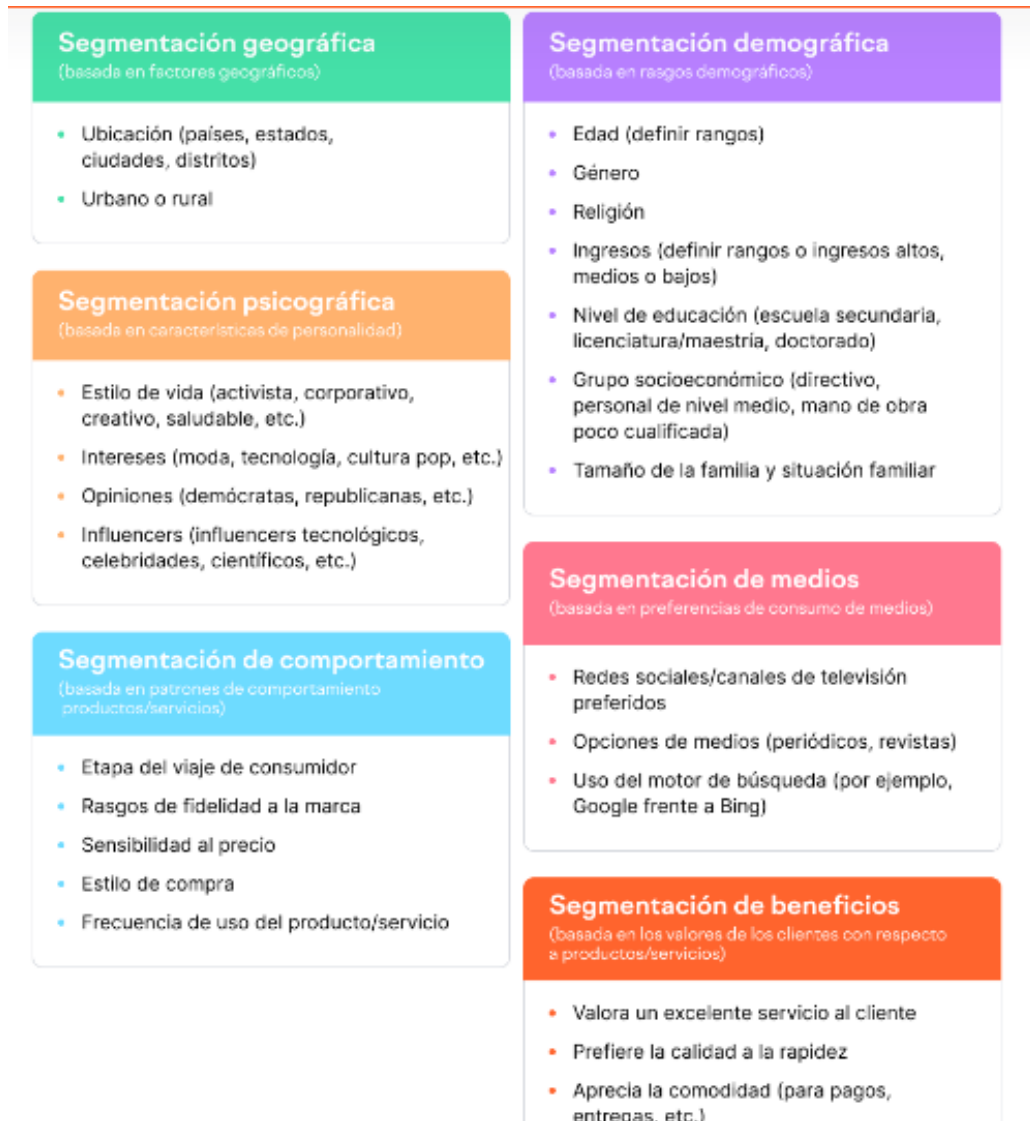 Segmentación geográfica
(basada en factores geográficos)
• Ubicación (países, estados,
ciudades, distritos)
• Urbano o rural
Segmentación psicográfica
(basada en características de personalidad)
• Estilo de vida (activista, corporativo,
creativo, saludable, etc.)
• Intereses (moda, tecnología, cultura pop, etc.)
• Opiniones (demócratas, republicanas, etc.)
• Influencers (influencers tecnológicos,
celebridades, científicos, etc.)
Segmentación de comportamiento
(basada en patrones de comportamiento
productos/servicios)
• Etapa del viaje de consumidor
• Rasgos de fidelidad a la marca
• Sensibilidad al precio
• Estilo de compra
• Frecuencia de uso del producto/servicio
Segmentación demográfica
(basada en rasgos demográficos)
• Edad (definir rangos)
• Género
• Religión
• Ingresos (definir rangos o ingresos altos,
medios o bajos)
• Nivel de educación (escuela secundaria,
licenciatura/maestría, doctorado)
• Grupo socioeconómico (directivo,
personal de nivel medio, mano de obra
poco cualificada)
• Tamaño de la familia y situación familiar
Segmentación de medios
(basada en preferencias de consumo de medios)
• Redes sociales/canales de televisión
preferidos
• Opciones de medios (periódicos, revistas)
• Uso del motor de búsqueda (por ejemplo,
Google frente a Bing)
Segmentación de beneficios
(basada en los valores de los clientes con respecto
a productos/servicios)
• Valora un excelente servicio al cliente
• Prefiere la calidad a la rapidez
• Aprecia la comodidad (para pagos,
entregas, etc.)